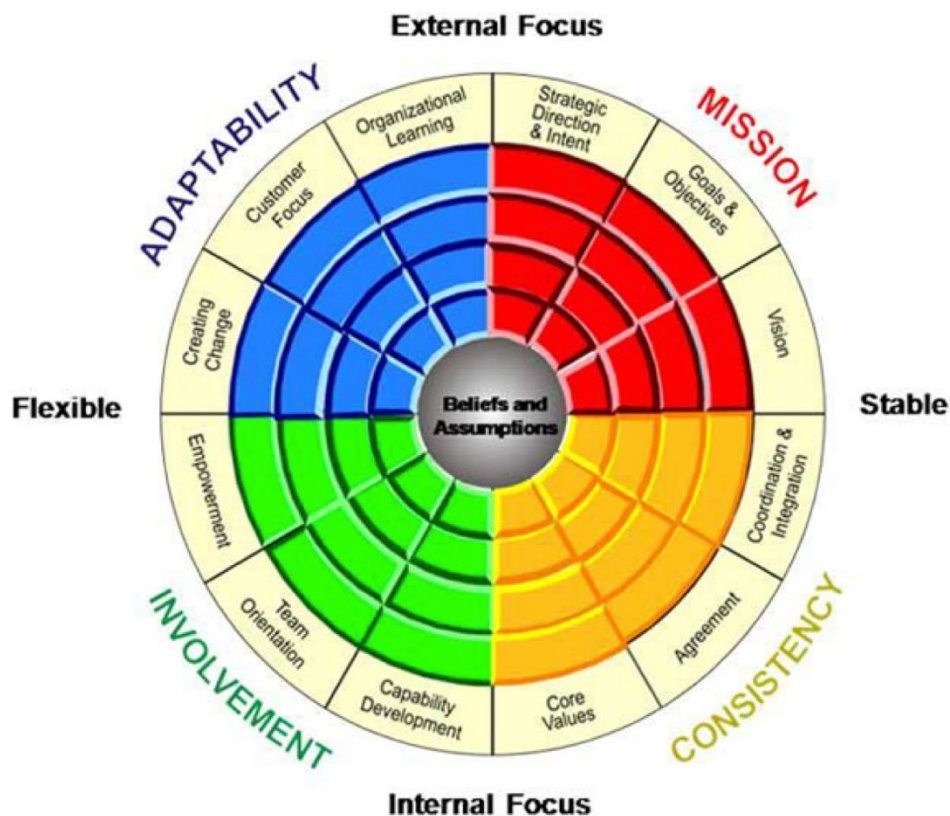 External Focus
ADAPTABILITY
MISSION
Organizational
Learning
Strategic
Direction
& Intent
Customer
Focus
Goals &
Objectives
Creating
Change
Vision
Flexible
Beliefs and
Assumptions
Stable
Empowerment
Coordination &
Integration
Team
Orientation
Agreement
Capability
Development
Core
Values
INVOLVEMENT
CONSISTENCY
Internal Focus